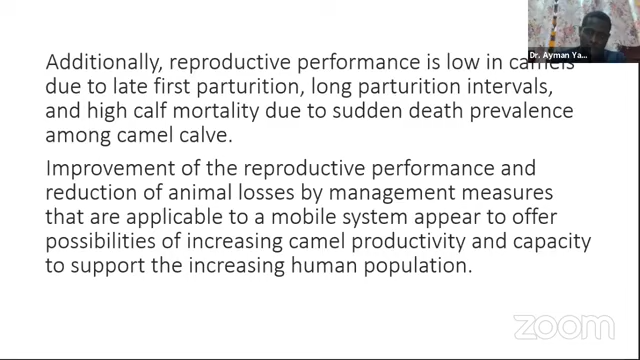 Additionally, reproductive performance is low in camels
due to late first parturition, long parturition intervals,
and high calf mortality due to sudden death prevalence
among camel calve.
Improvement of the reproductive performance and
reduction of animal losses by management measures
that are applicable to a mobile system appear to offer
possibilities of increasing camel productivity and capacity
to support the increasing human population.
Dr. Ayman Ya...
zoom